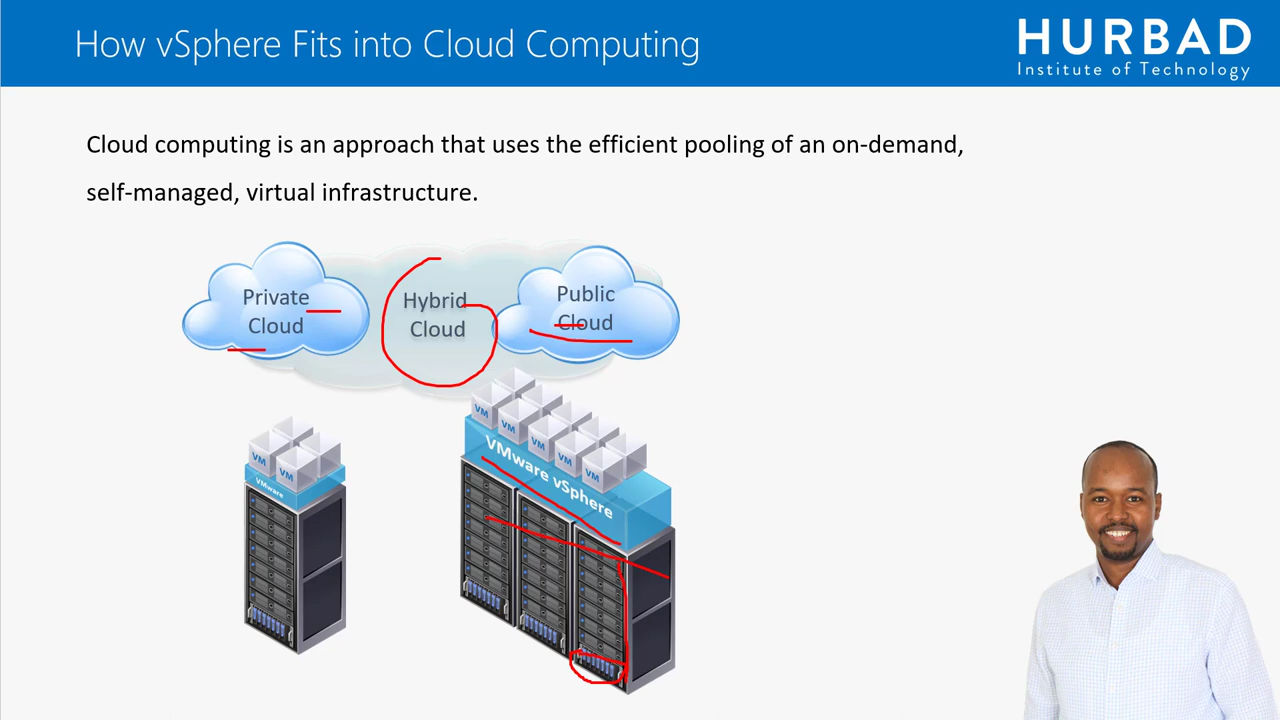 How vSphere Fits into Cloud Computing
HURBAD
Institute of Technology
Cloud computing is an approach that uses the efficient pooling of an on-demand,
self-managed, virtual infrastructure.
Private
Cloud
Hybrid
Cloud
Public
Cloud
VM
VM
VMware
VM
VM
VM
VM
VM
VMware vSphere